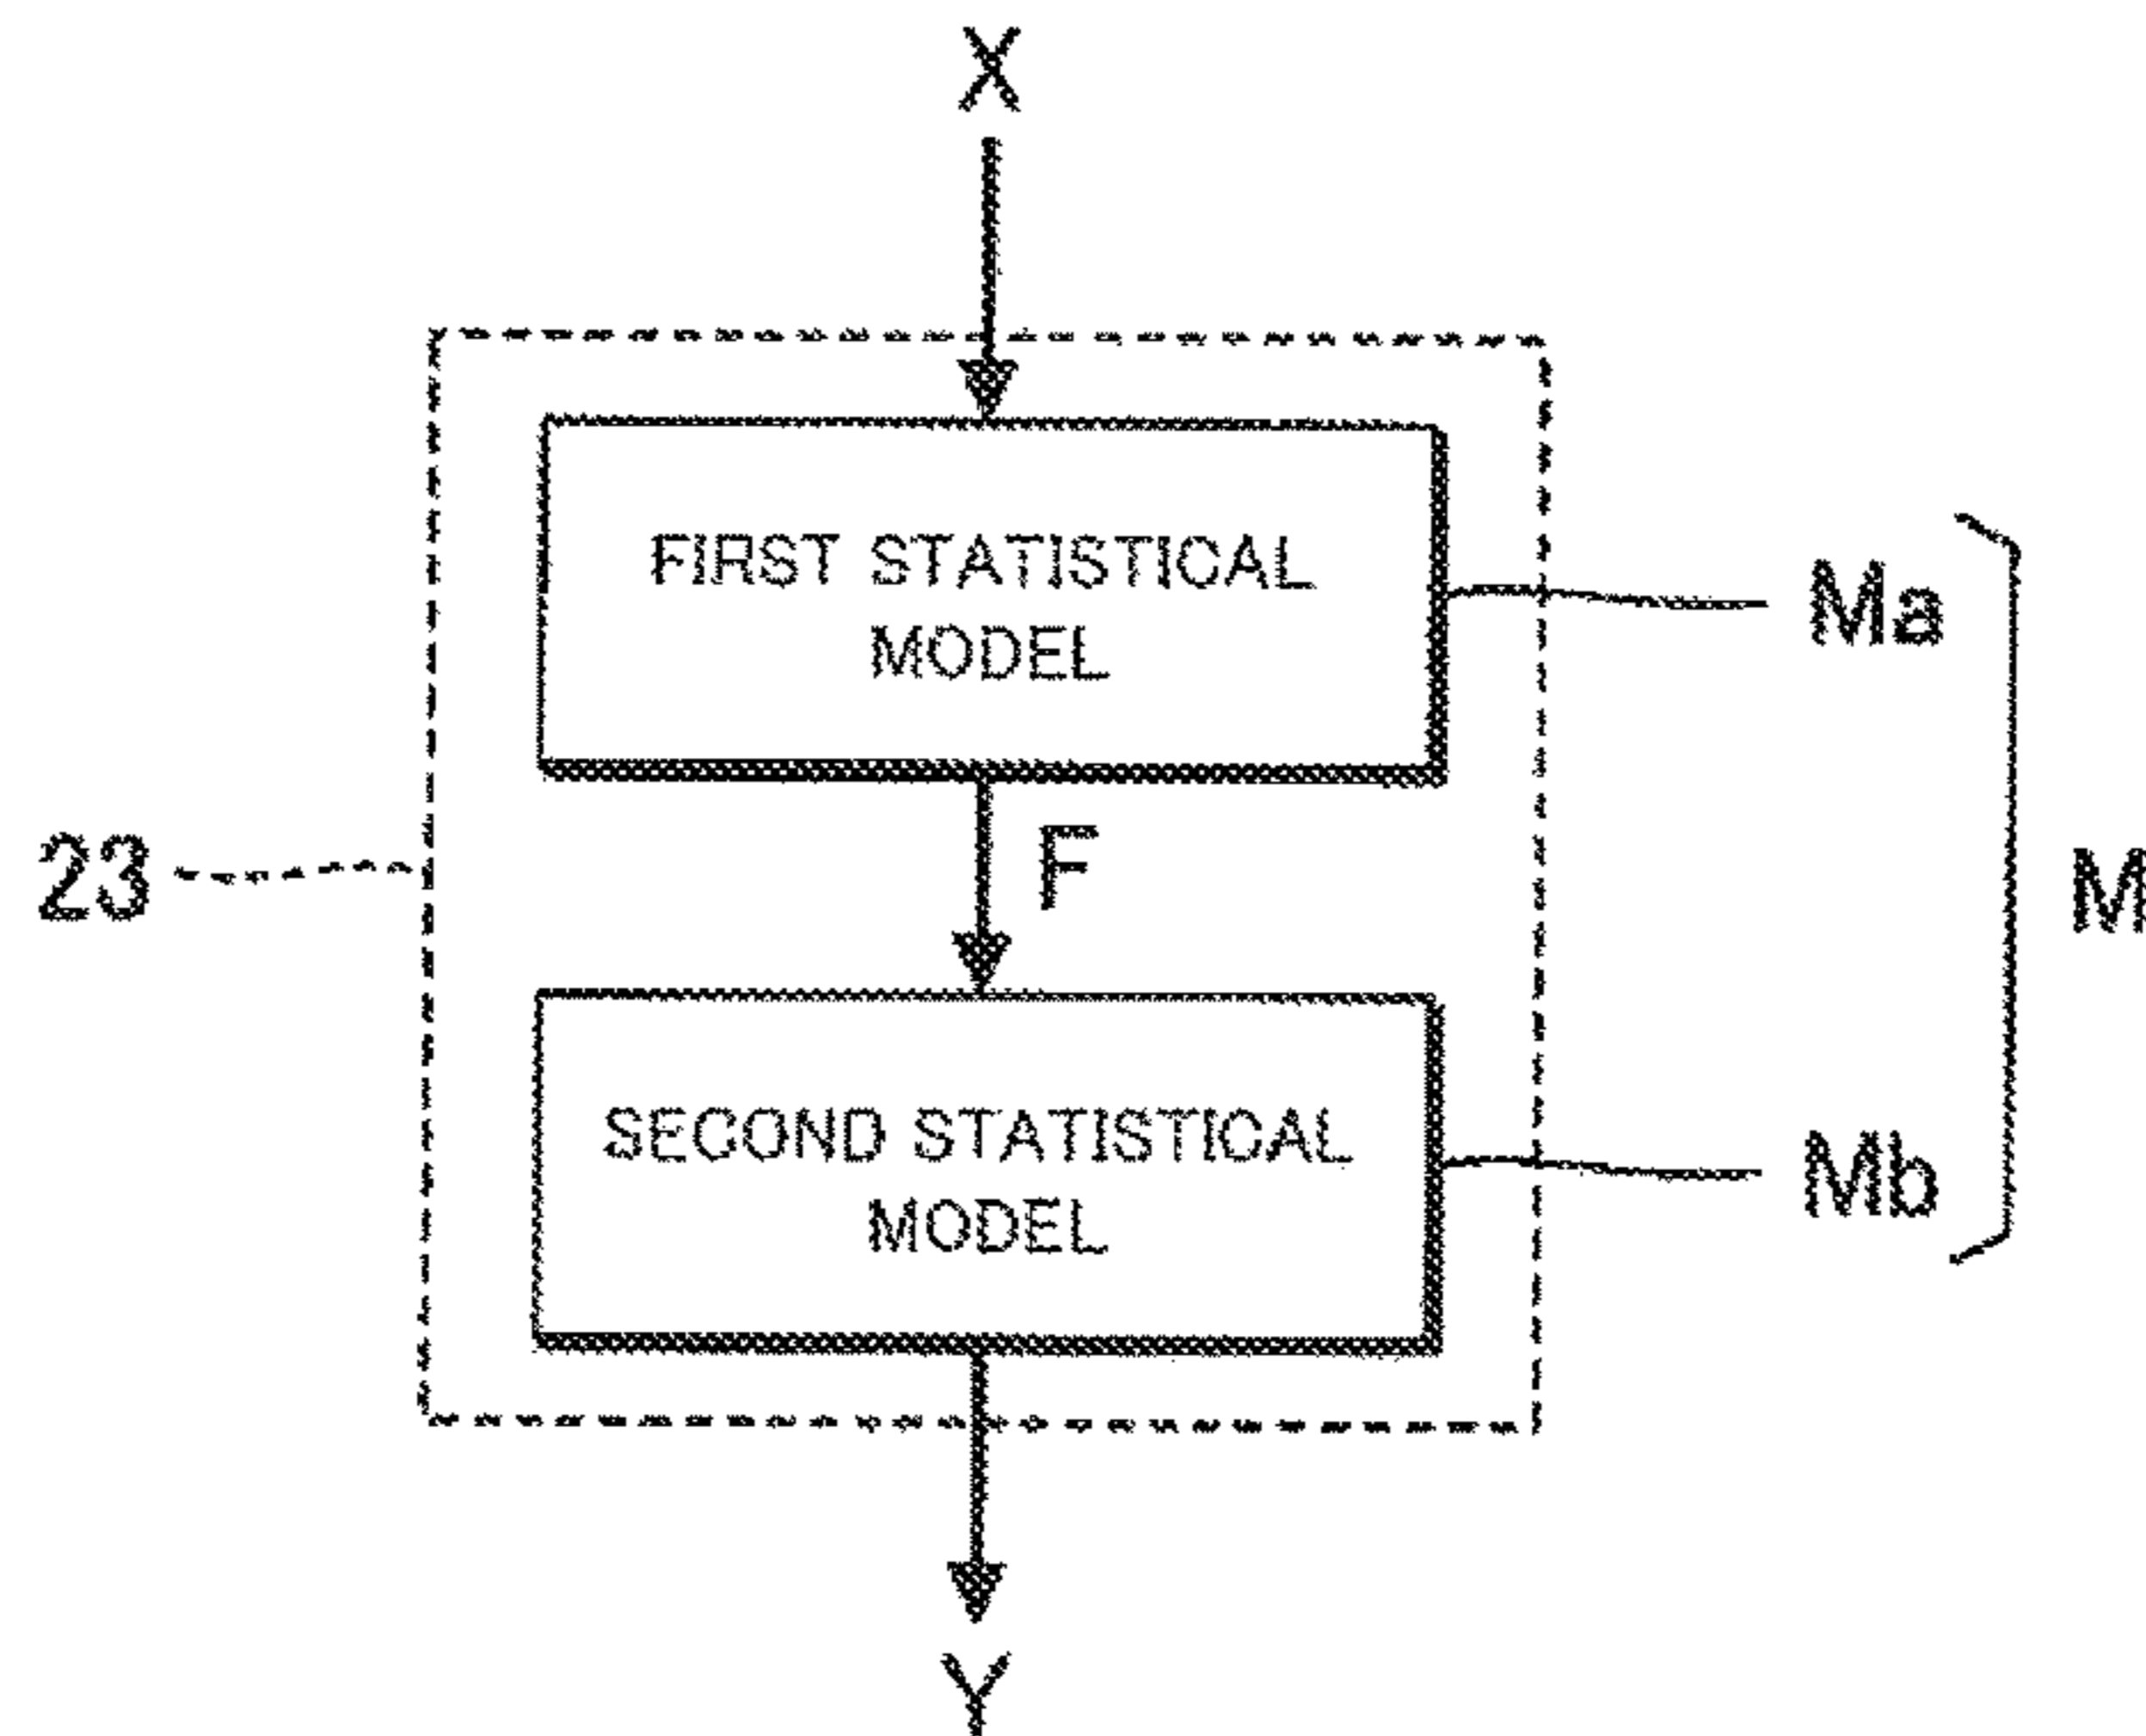 X
FIRST STATISTICAL
MODEL
Ma
23
F
M
SECOND STATISTICAL
MODEL
Mb
Y